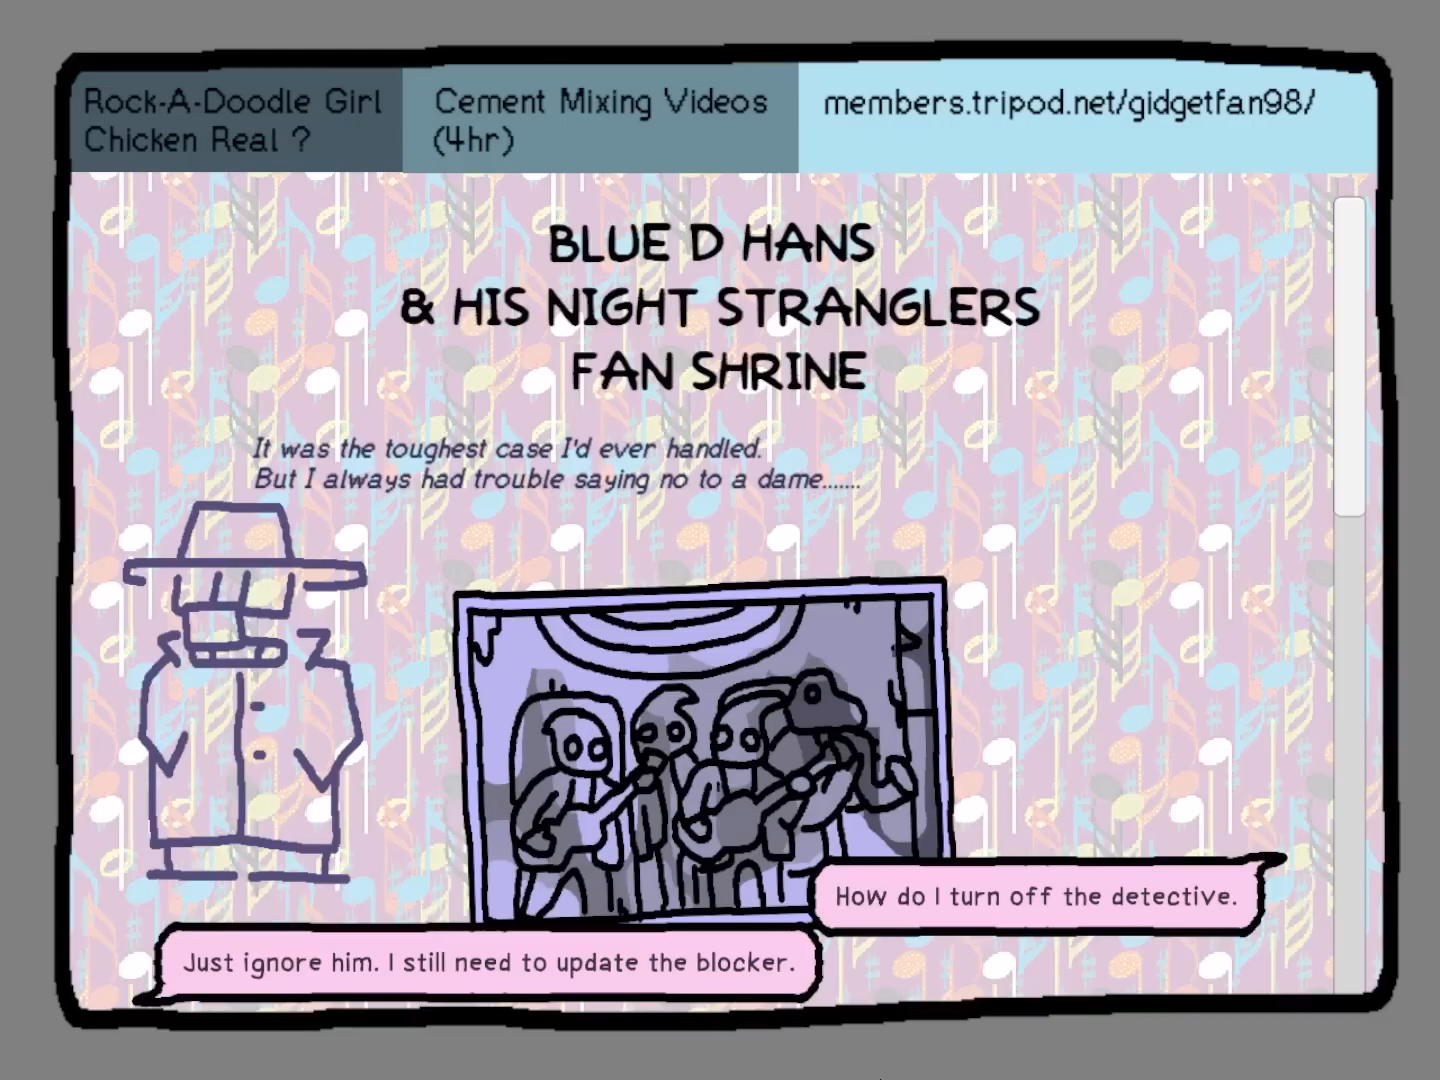 Rock-A-Doodle Girl
Chicken Real ?
Cement Mixing Videos
(4hr)
members.tripod.net/gidgetfan98/
BLUE D HANS
& HIS NIGHT STRANGLERS
FAN SHRINE
It was the toughest case I'd ever handled.
But I always had trouble saying no to a dame.......
How do I turn off the detective.
Just ignore him. I still need to update the blocker.